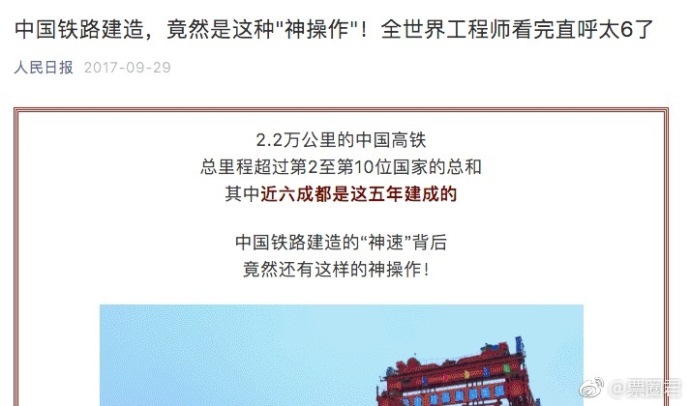 中国铁路建造，竟然是这种"神操作"！全世界工程师看完直呼太6了
人民日报 2017-09-29
2.2万公里的中国高铁
总里程超过第2至第10位国家的总和
其中近六成都是这五年建成的
中国铁路建造的“神速”背后
竟然还有这样的神操作！
@票圈君